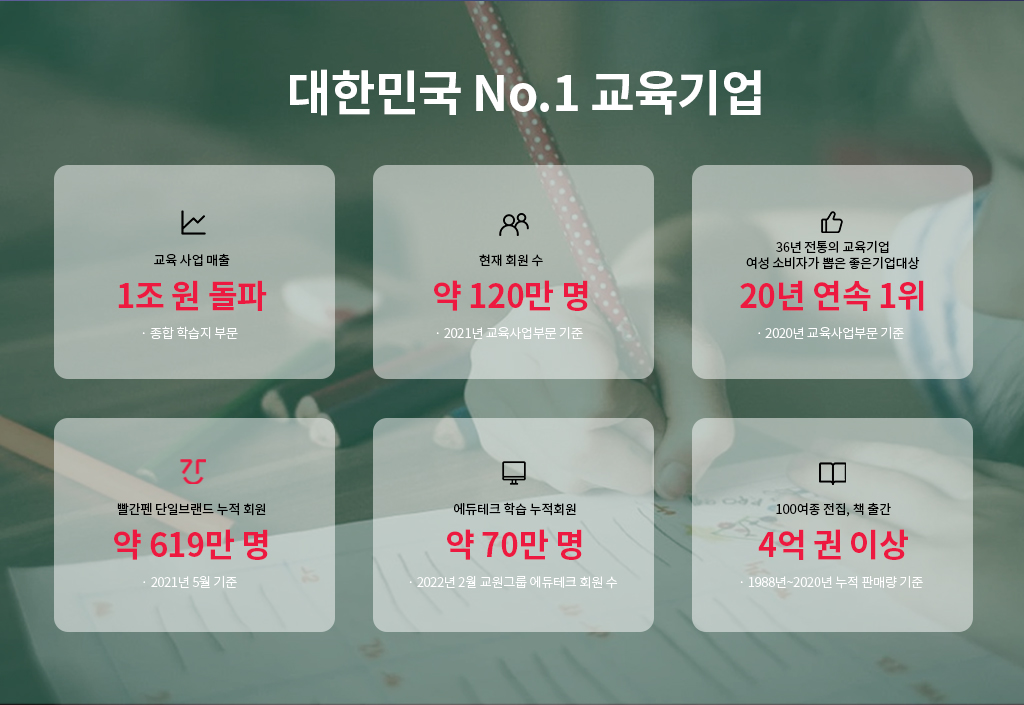 대한민국 No.1 교육기업
교육 사업 매출
1조 원 돌파
· 종합 학습지 부문
현재 회원 수
약 120만 명
· 2021년 교육사업부문 기준
36년 전통의 교육기업
여성 소비자가 뽑은 좋은기업대상
20년 연속 1위
· 2020년 교육사업부문 기준
빨간펜 단일브랜드 누적 회원
약 619만 명
· 2021년 5월 기준
에듀테크 학습 누적회원
약 70만 명
· 2022년 2월 교원그룹 에듀테크 회원 수
100여종 전집, 책 출간
4억 권 이상
· 1988년~2020년 누적 판매량 기준